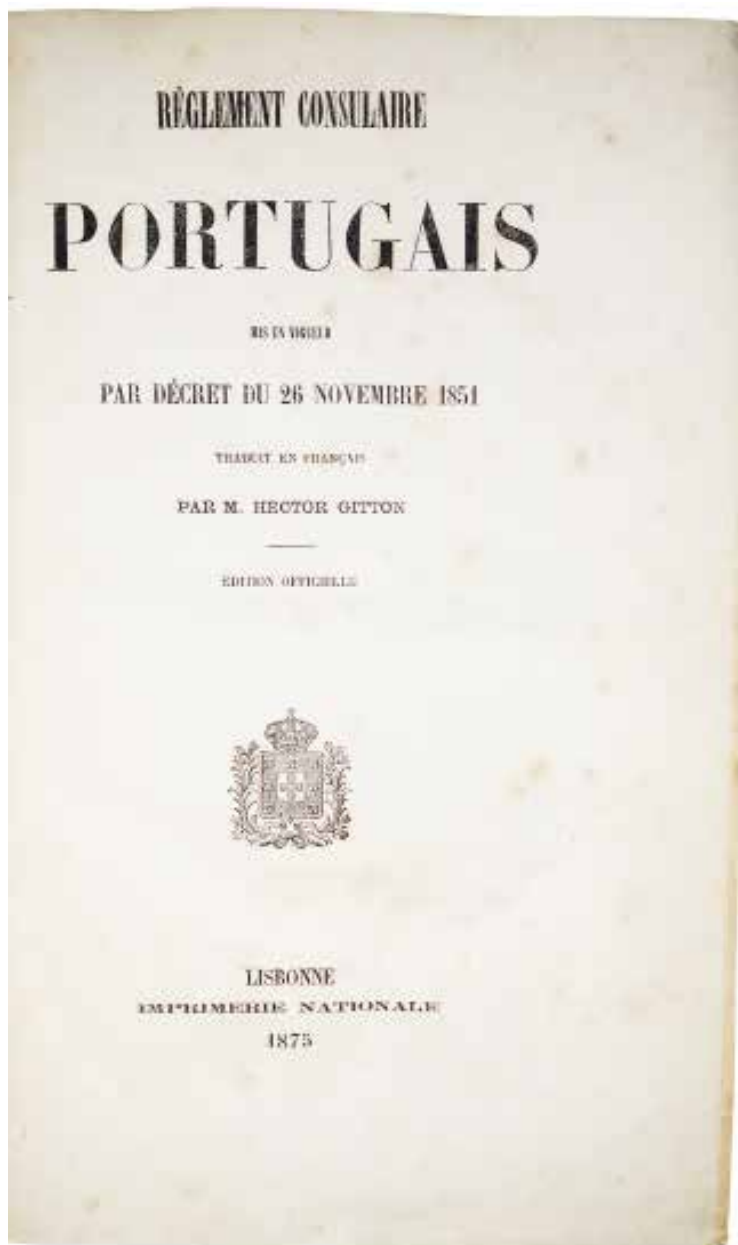 RÈGLEMENT CONSULAIRE
PORTUGAIS
MIS EN VIGUEUR
PAR DÉCRET DU 26 NOVEMBRE 1851
TRADUIT EN FRANÇAIS
PAR M. HECTOR GITTON
ÉDITION OFFICIELLE
LISBONNE
IMPRIMERIE NATIONALE
1875